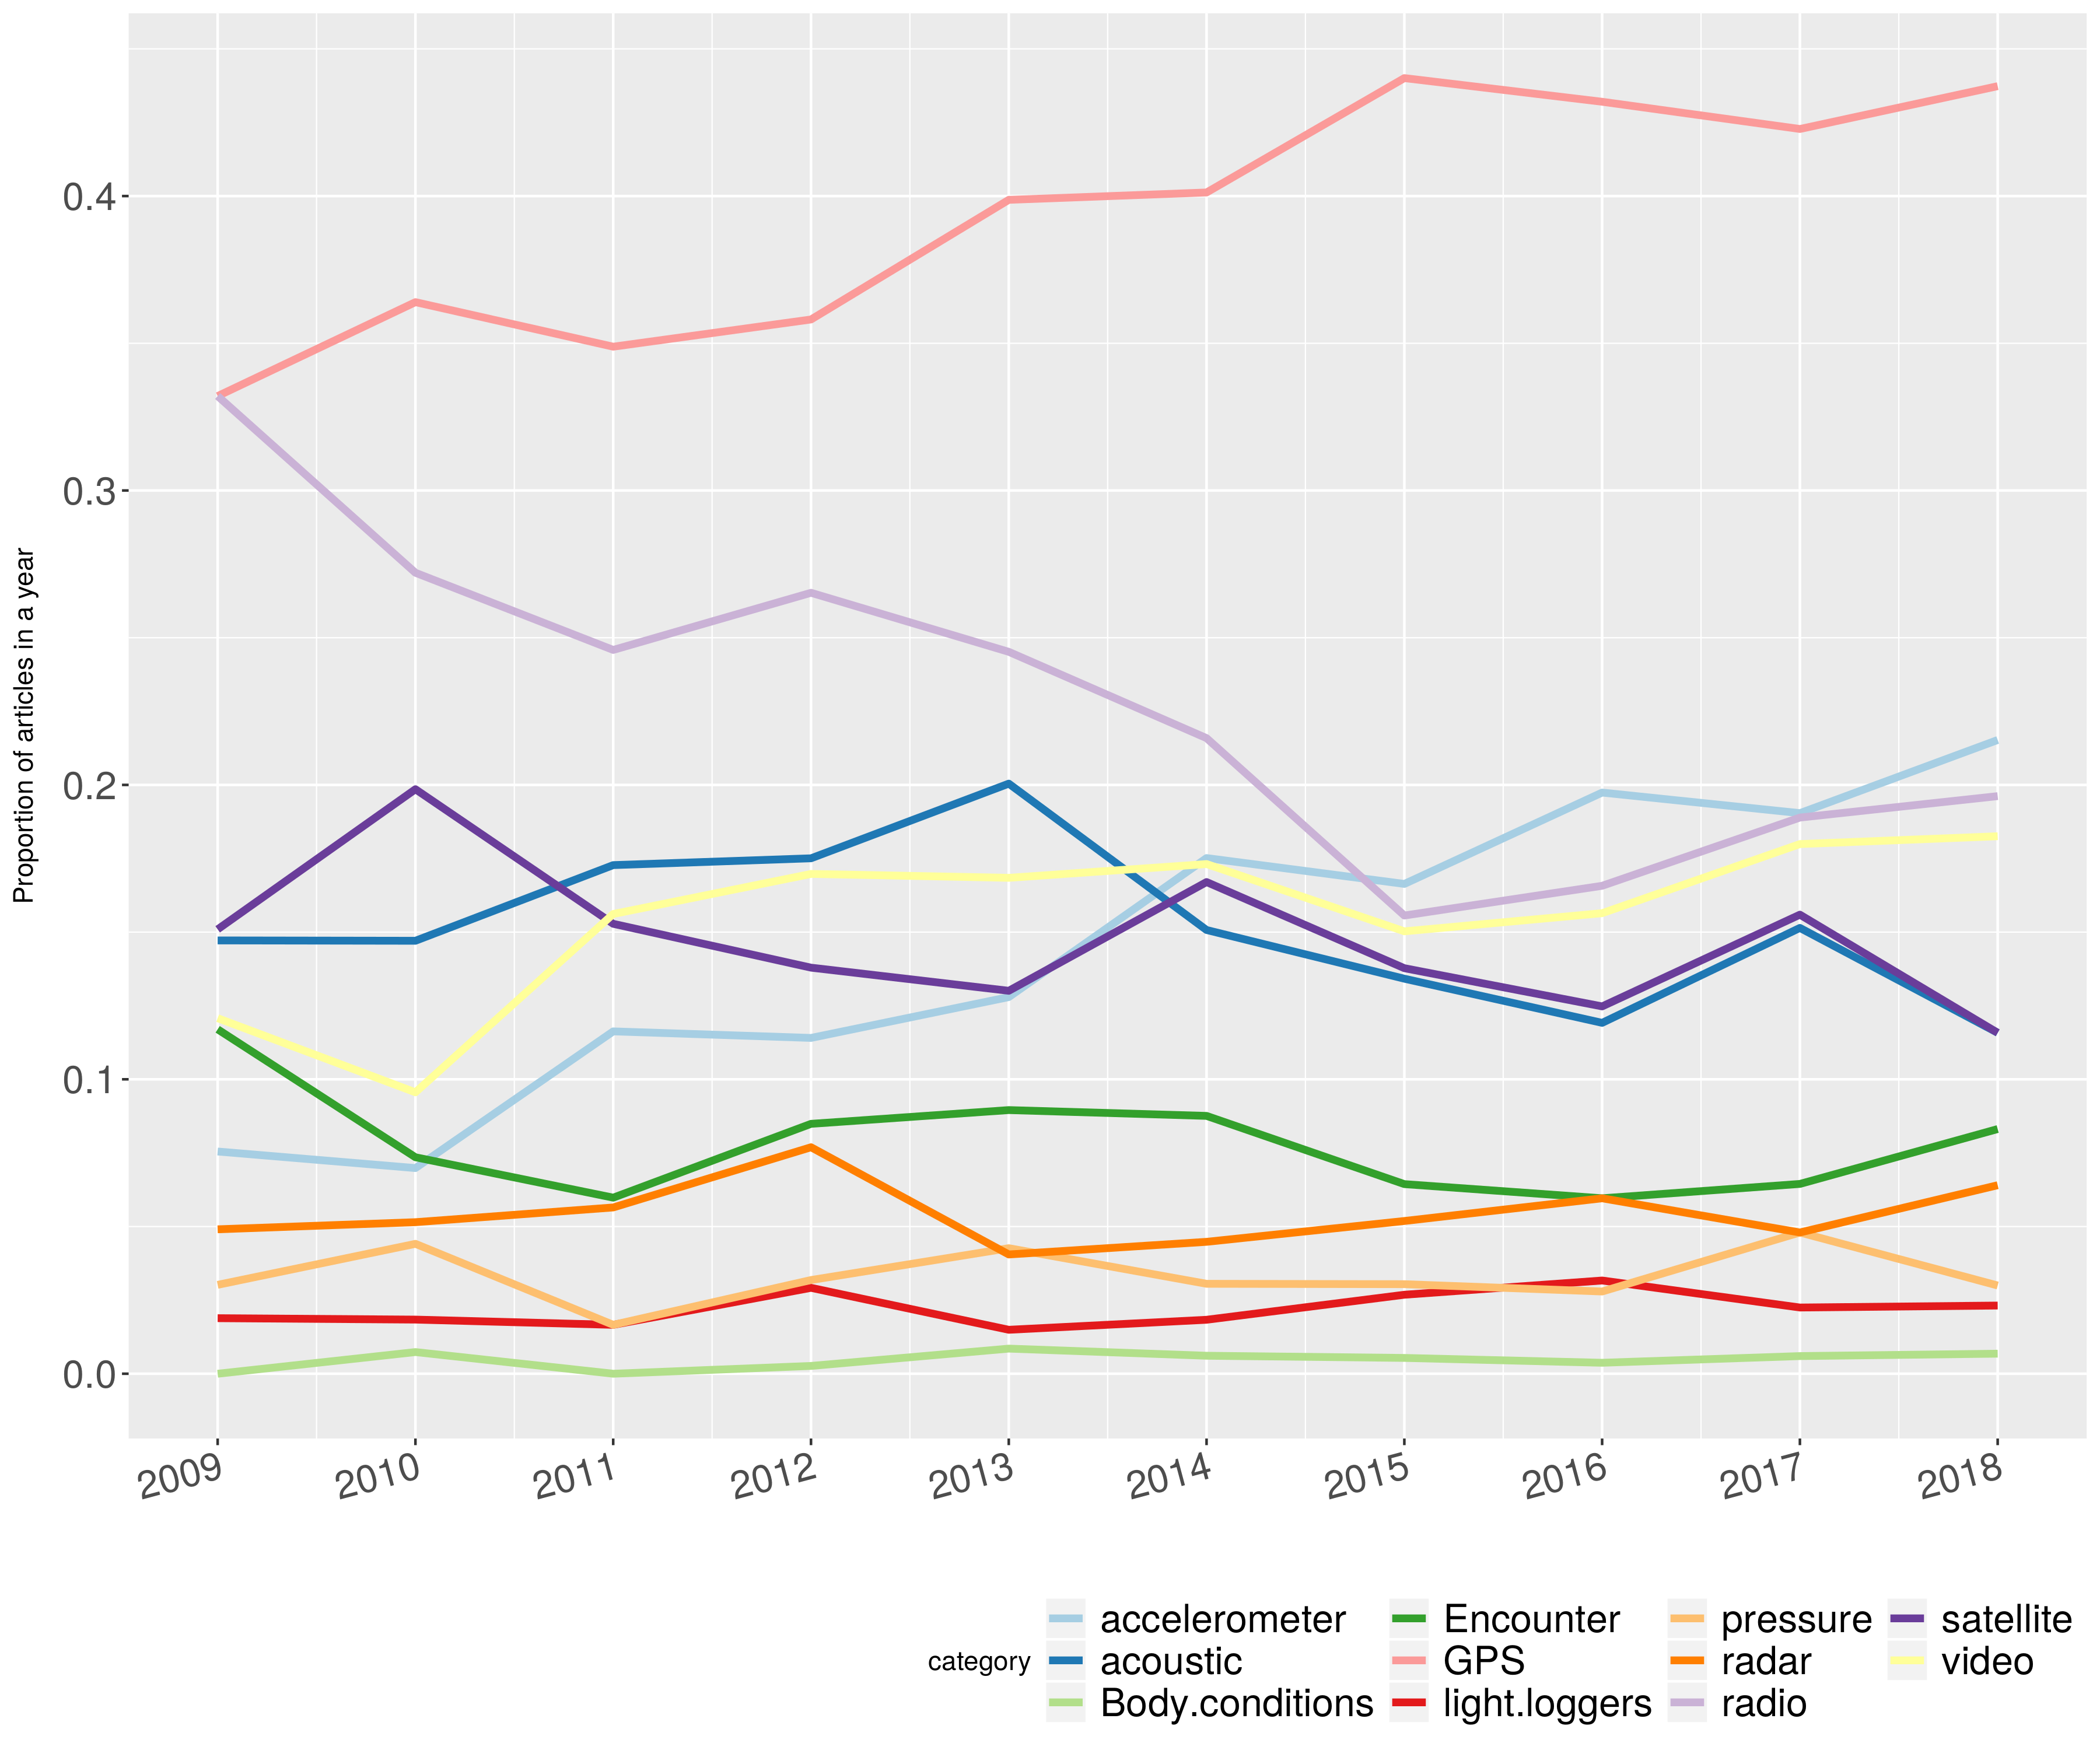 Proportion of articles in a year
0.4
0.3
0.2
0.1
0.0
2009 2010 2011 2012 2013 2014 2015 2016 2017 2018
category
accelerometer Encounter pressure satellite
acoustic GPS radar video
Body.conditions light.loggers radio